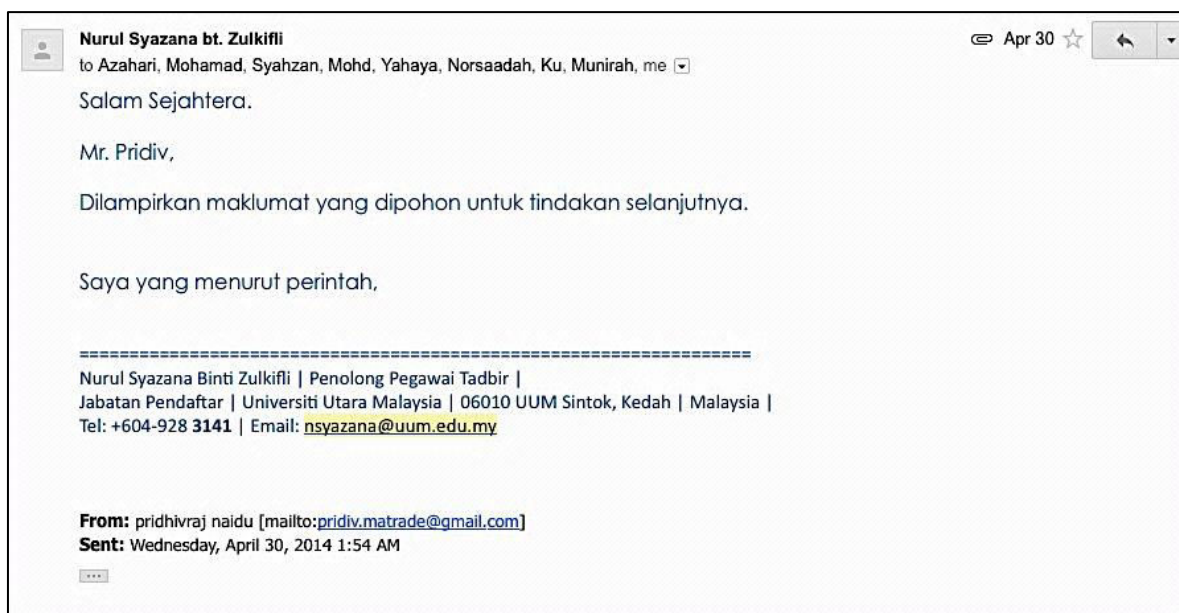 Nurul Syazana bt. Zulkifli
Apr 30
to Azahari, Mohamad, Syahzan, Mohd, Yahaya, Norsaadah, Ku, Munirah, me
Salam Sejahtera.
Mr. Pridiv,
Dilampirkan maklumat yang dipohon untuk tindakan selanjutnya.
Saya yang menurut perintah,
===================================================================
Nurul Syazana Binti Zulkifli | Penolong Pegawai Tadbir |
Jabatan Pendaftar | Universiti Utara Malaysia | 06010 UUM Sintok, Kedah | Malaysia |
Tel: +604-928 3141 | Email: nsyazana@uum.edu.my
From: pridhivraj naidu [mailto:pridiv.matrade@gmail.com]
Sent: Wednesday, April 30, 2014 1:54 AM